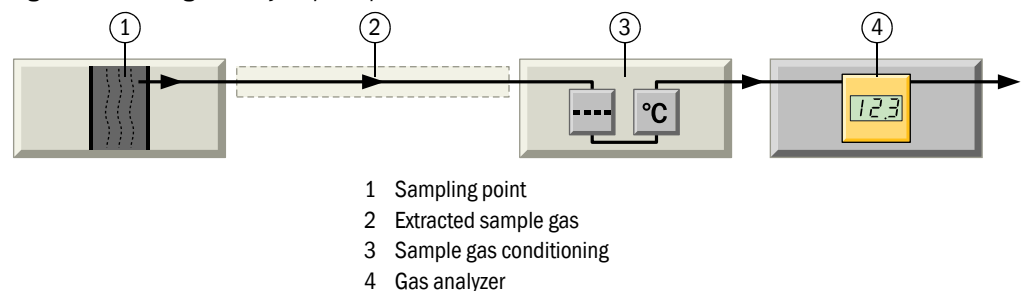 1
2
3
4
°C
12.3
1 Sampling point
2 Extracted sample gas
3 Sample gas conditioning
4 Gas analyzer